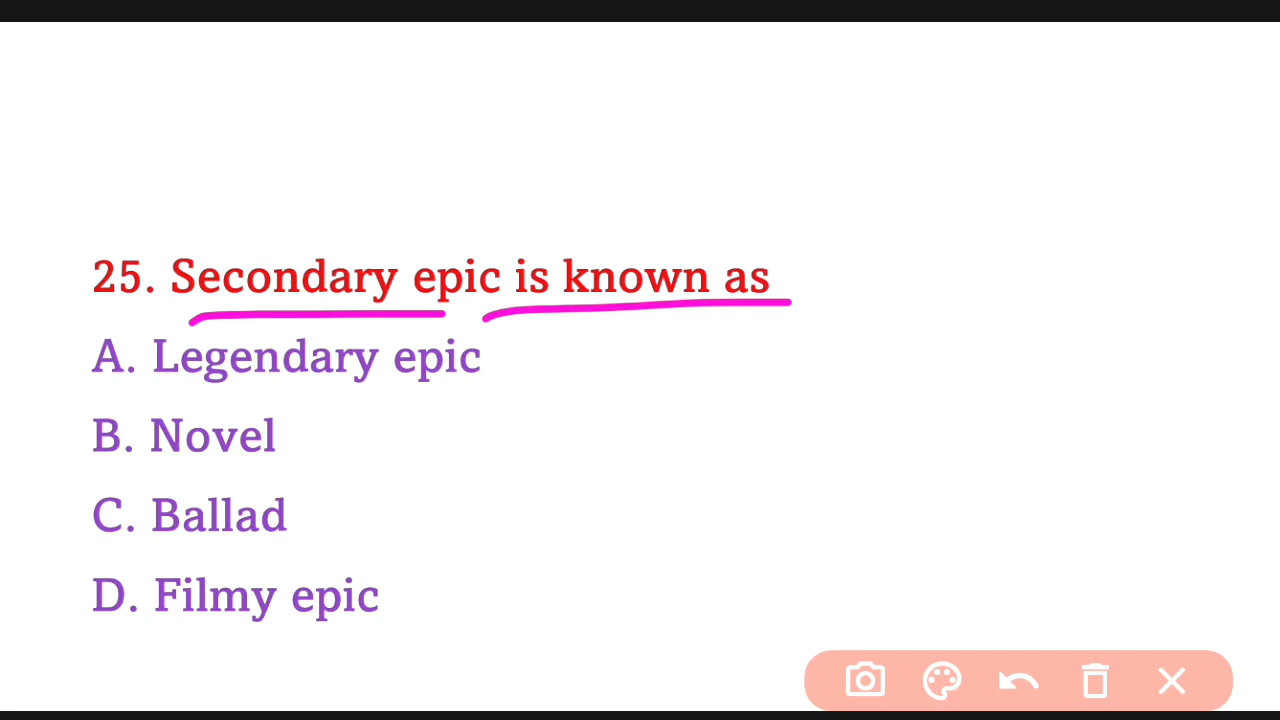 25. Secondary epic is known as
A. Legendary epic
B. Novel
C. Ballad
D. Filmy epic